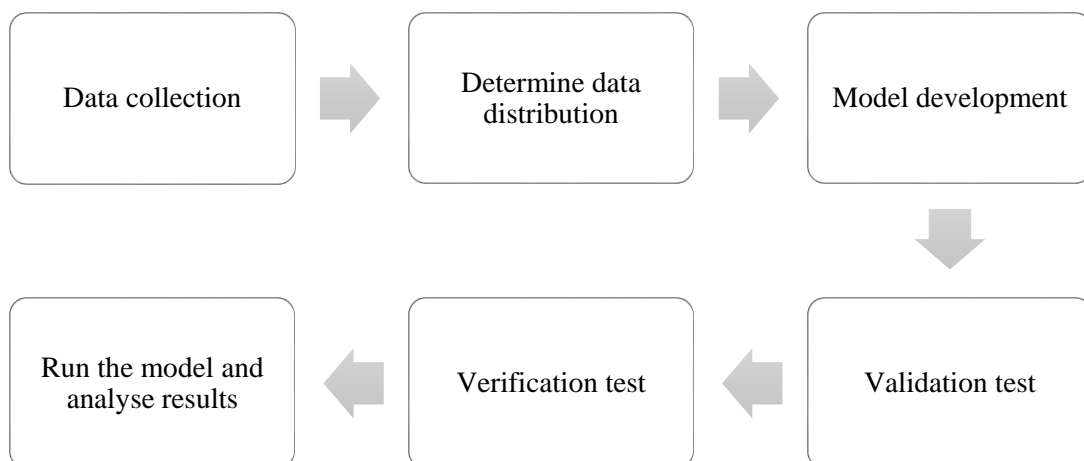 Data collection
Determine data
distribution
Model development
Validation test
Verification test
Run the model and
analyse results